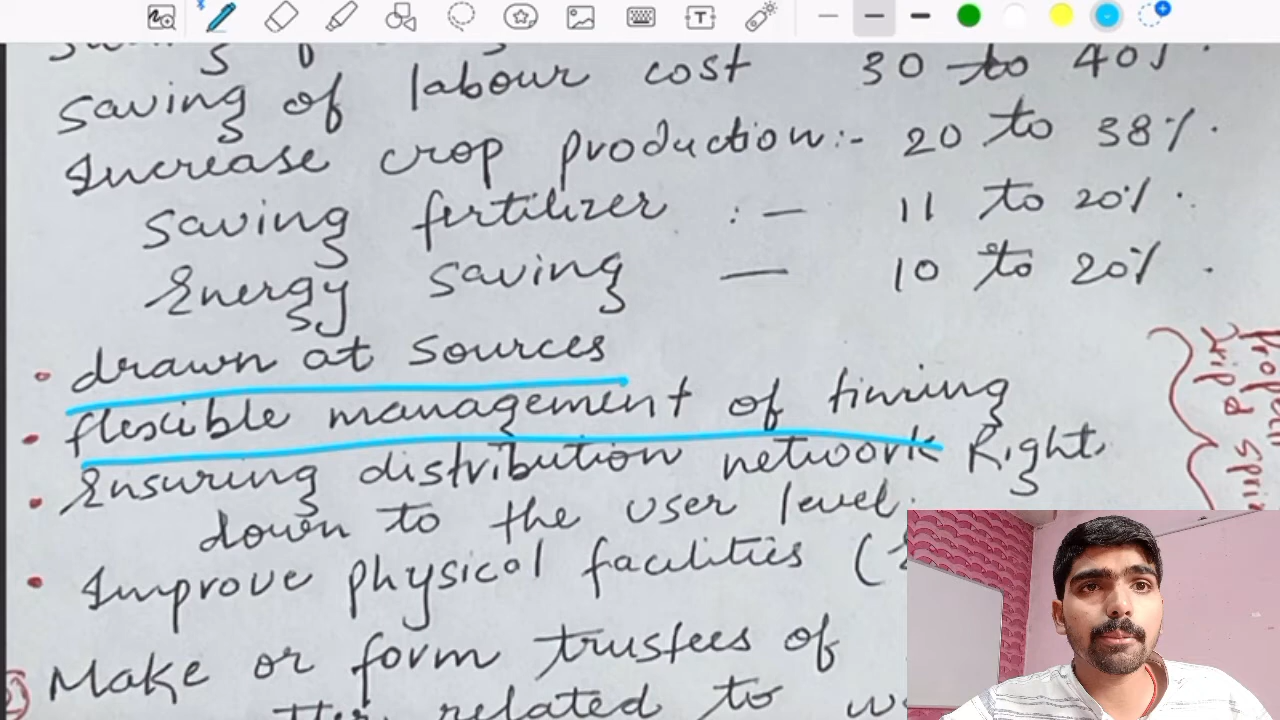 saving of labour cost 30 to 40%.
Increase crop production:- 20 to 38%.
saving fertilizer :- 11 to 20%.
Energy saving — 10 to 20%.
• drawn at sources
• flexible management of timing
• Ensuring distribution network Right
down to the user level.
• Improve physical facilities (
Make or form trustees of
related to